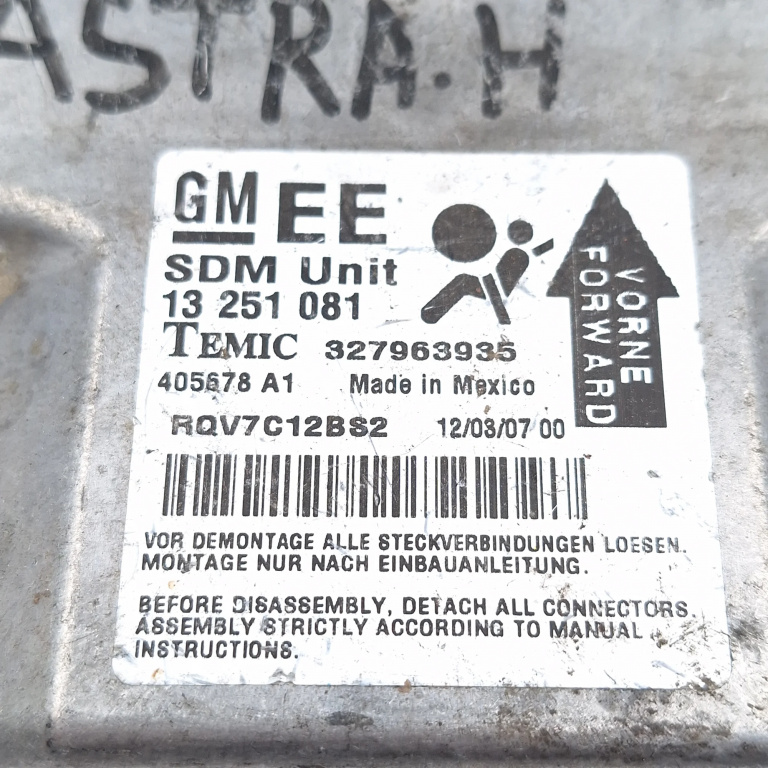 ASTRA.H
GM EE
SDM Unit
13 251 081
TEMIC 327963935
405678 A1 Made in Mexico
RQV7C12BS2 12/03/07 00
VORNE
FORWARD
VOR DEMONTAGE ALLE STECKVERBINDUNGEN LOESEN.
MONTAGE NUR NACH EINBAUANLEITUNG.
BEFORE DISASSEMBLY, DETACH ALL CONNECTORS.
ASSEMBLY STRICTLY ACCORDING TO MANUAL
INSTRUCTIONS.